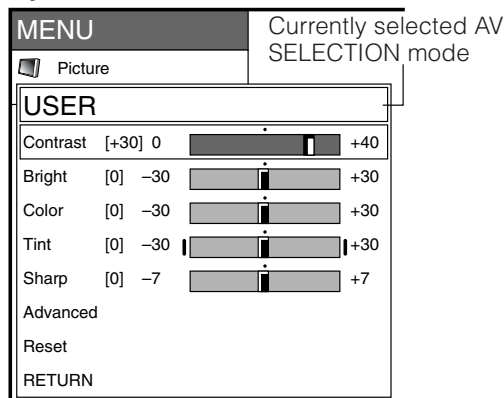 MENU
Currently selected AV
SELECTION mode
Picture
USER
Contrast [+30] 0 +40
Bright [0] –30 +30
Color [0] –30 +30
Tint [0] –30 +30
Sharp [0] –7 +7
Advanced
Reset
RETURN